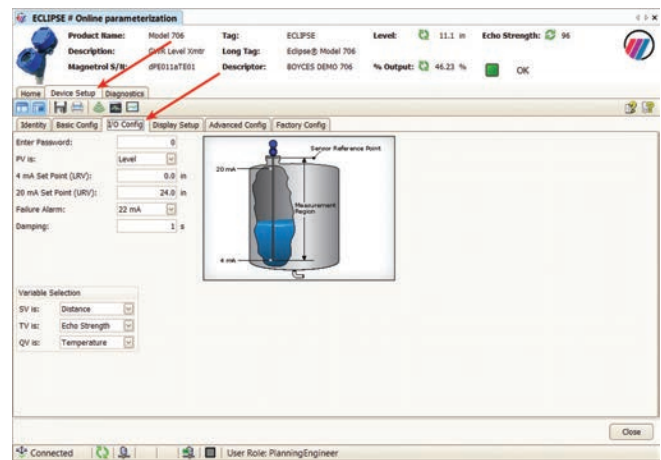 ECLIPSE # Online parameterization
Product Name: Model 706 Tag: ECLIPSE Level: 11.1 in Echo Strength: 96
Description: GWR Level Xmtr Long Tag: Eclipse® Model 706
Magnetrol S/N: dPE011aTE01 Descriptor: BOYCES DEMO 706 % Output: 46.23 % OK
Home Device Setup Diagnostics
Identity Basic Config I/O Config Display Setup Advanced Config Factory Config
Enter Password: 0
PV is: Level
4 mA Set Point (LRV): 0.0 in
20 mA Set Point (URV): 24.0 in
Failure Alarm: 22 mA
Damping: 1 s
Sensor Reference Point
20 mA
Measurement
Region
4 mA
Variable Selection
SV is: Distance
TV is: Echo Strength
QV is: Temperature
Close
Connected User Role: PlanningEngineer